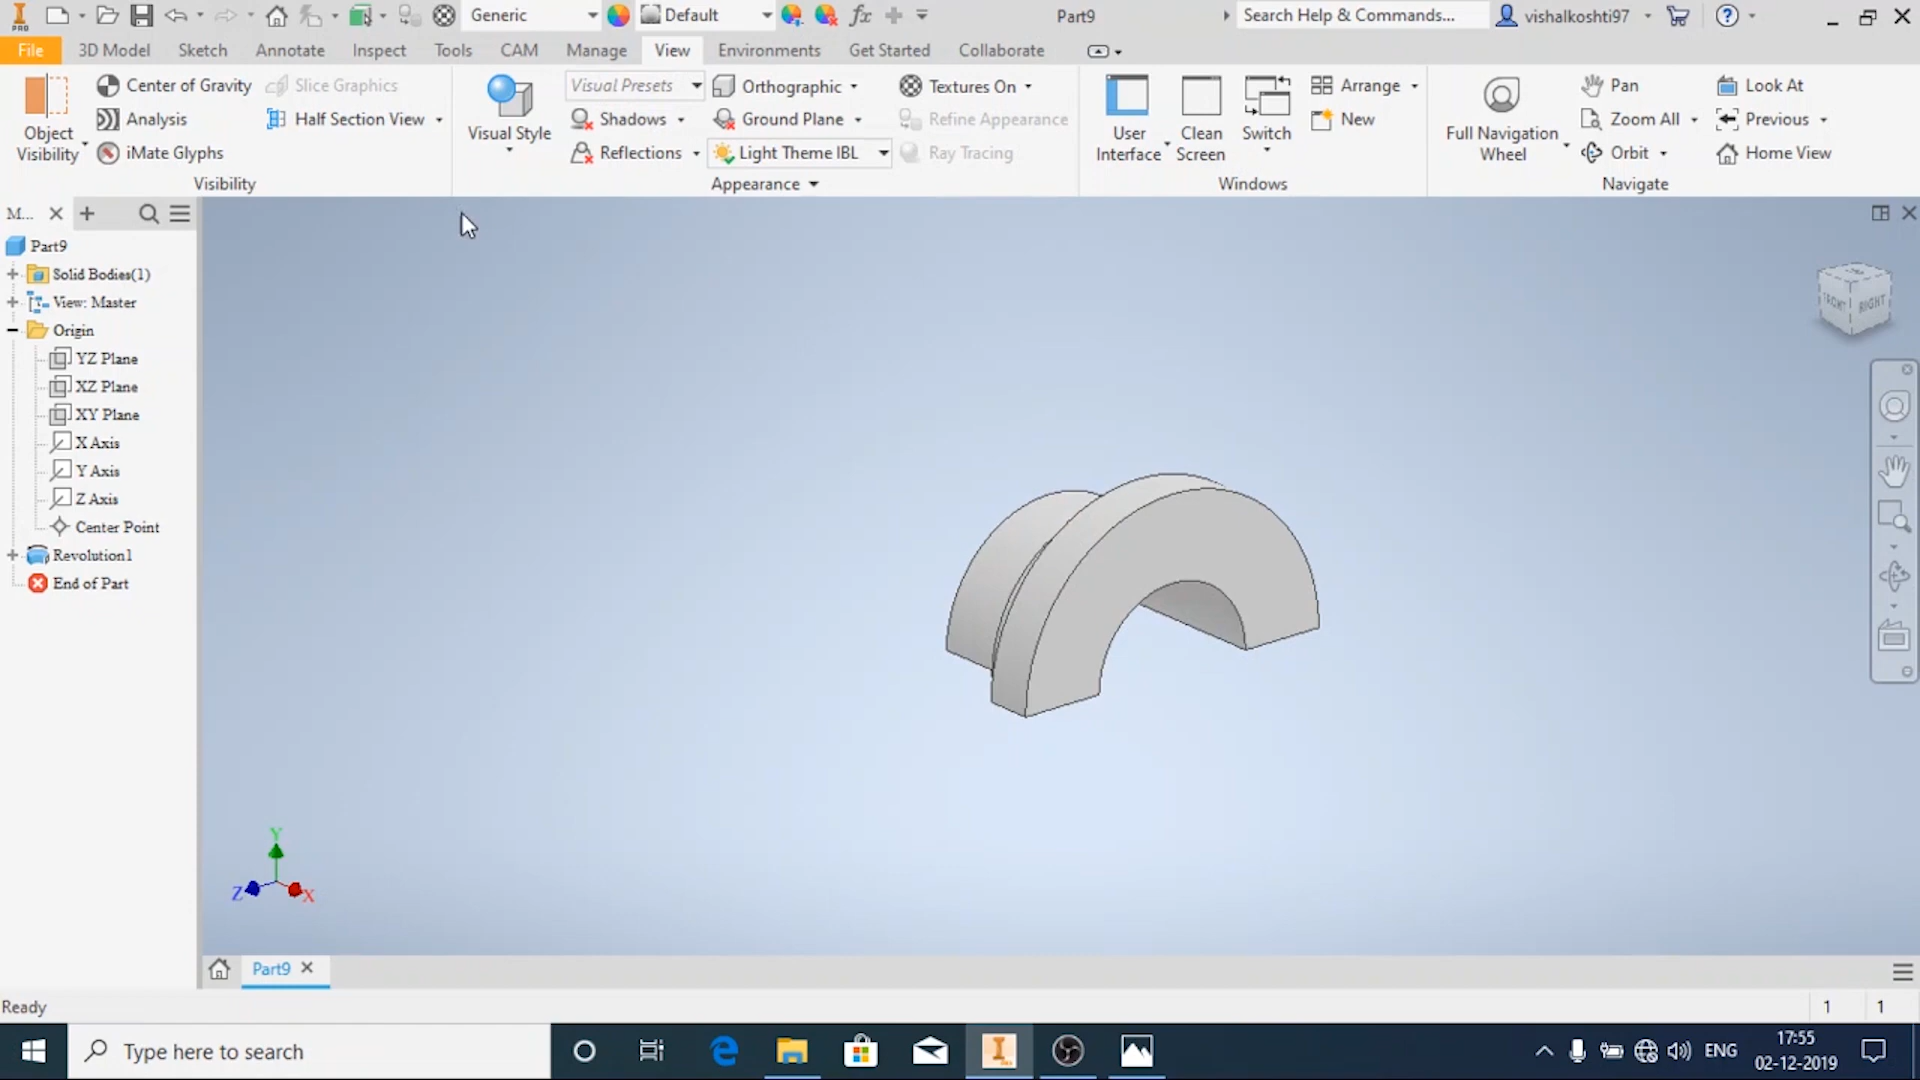 PRO
Generic
Default
fx
Part9
Search Help & Commands...
vishalkoshti97
File
3D Model
Sketch
Annotate
Inspect
Tools
CAM
Manage
View
Environments
Get Started
Collaborate
Object
Visibility
Center of Gravity
Analysis
iMate Glyphs
Slice Graphics
Half Section View
Visibility
Visual Style
Visual Presets
Shadows
Reflections
Orthographic
Ground Plane
Light Theme IBL
Textures On
Refine Appearance
Ray Tracing
Appearance
User
Interface
Clean
Screen
Switch
Arrange
New
Windows
Full Navigation
Wheel
Pan
Zoom All
Orbit
Look At
Previous
Home View
Navigate
M...
Part9
Solid Bodies(1)
View: Master
Origin
YZ Plane
XZ Plane
XY Plane
X Axis
Y Axis
Z Axis
Center Point
Revolution1
End of Part
FRONT
RIGHT
Y
Z
X
Part9
Ready
1
1
Type here to search
ENG
17:55
02-12-2019